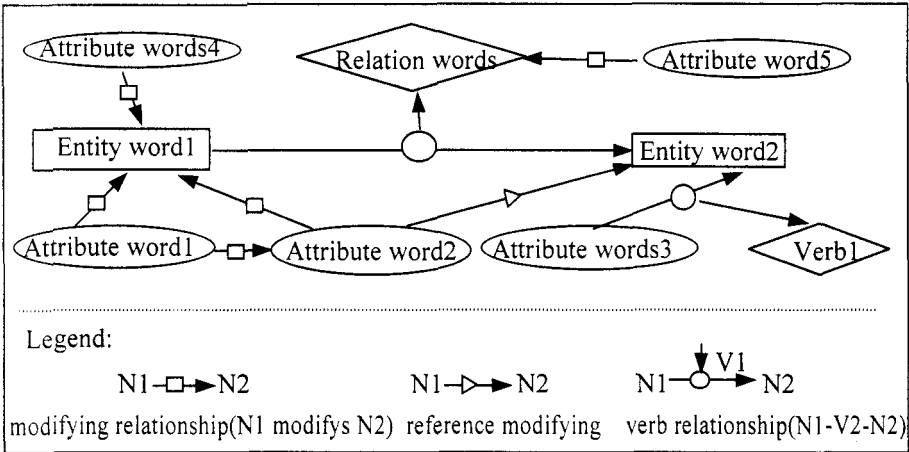 Attribute words4
Relation words
Attribute word5
Entity word1
Entity word2
Attribute word1
Attribute word2
Attribute words3
Verb1
Legend:
N1 N2
N1 N2
V1
N1 N2
modifying relationship(N1 modifys N2)
reference modifying
verb relationship(N1-V2-N2)